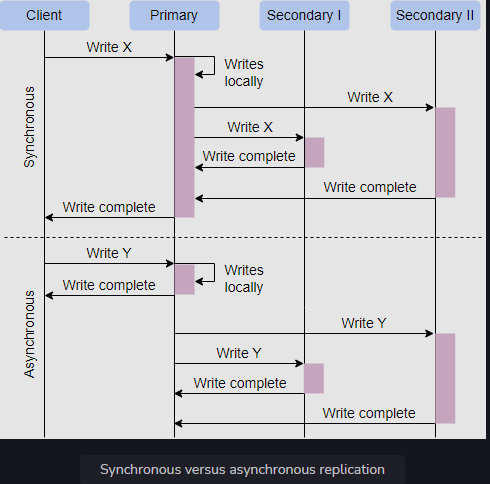 Client
Primary
Secondary I
Secondary II
Synchronous
Write X
Writes
locally
Write X
Write X
Write complete
Write complete
Write complete
Asynchronous
Write Y
Writes
locally
Write complete
Write Y
Write Y
Write complete
Write complete
Synchronous versus asynchronous replication